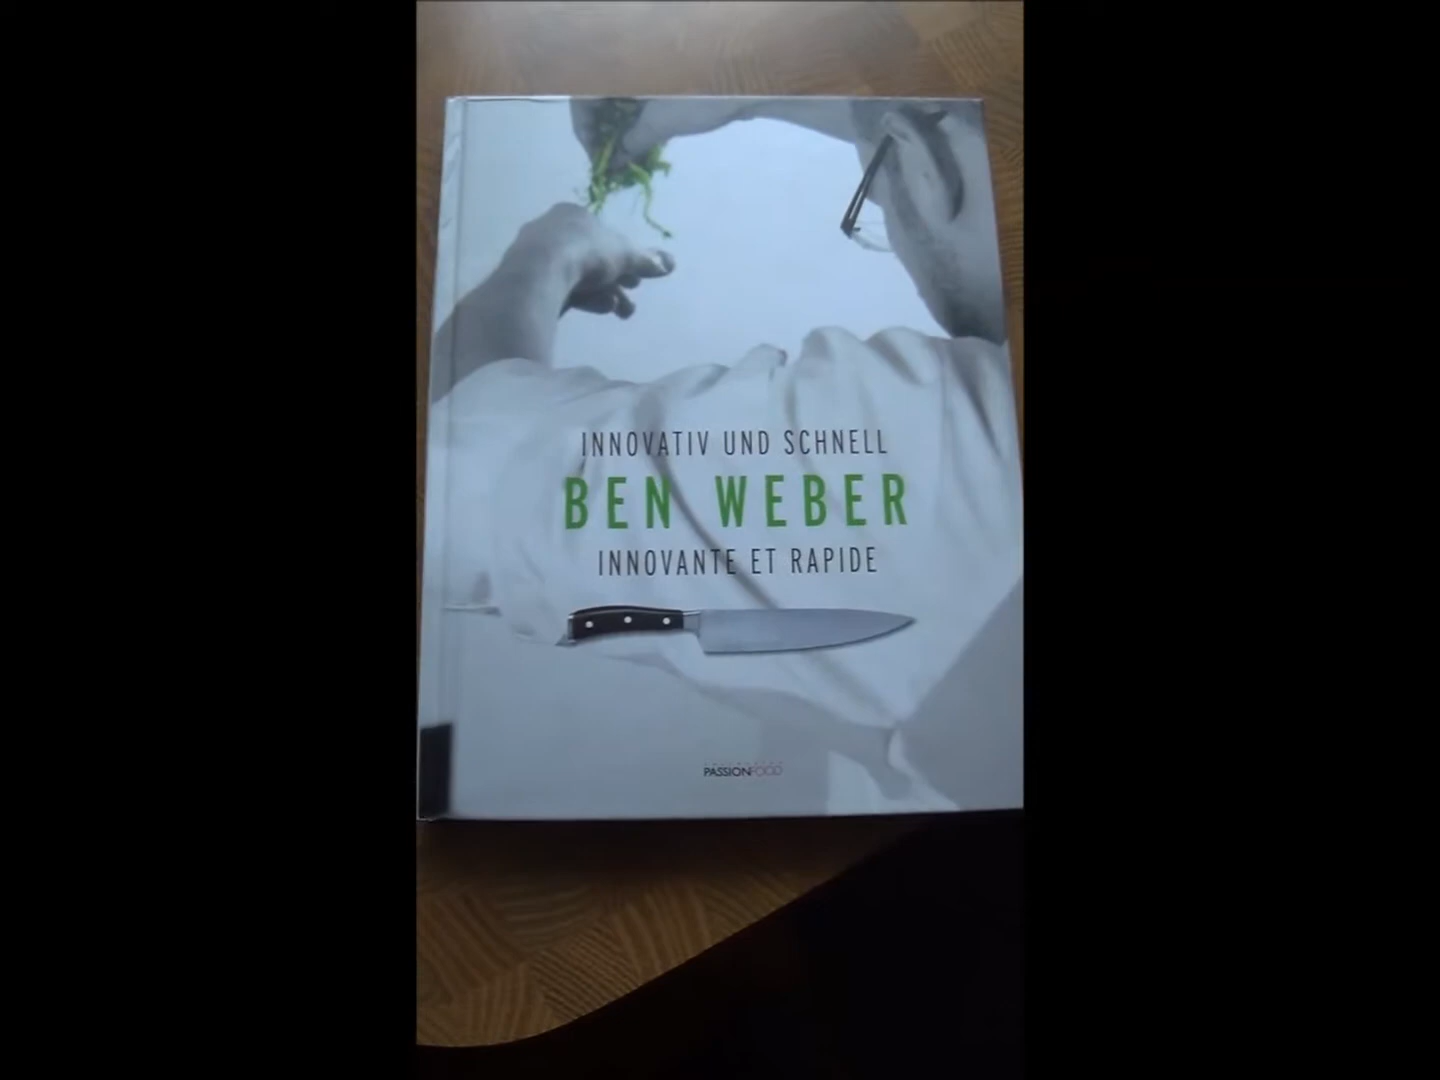 INNOVATIV UND SCHNELL
BEN WEBER
INNOVANTE ET RAPIDE
PASSIONFOOD